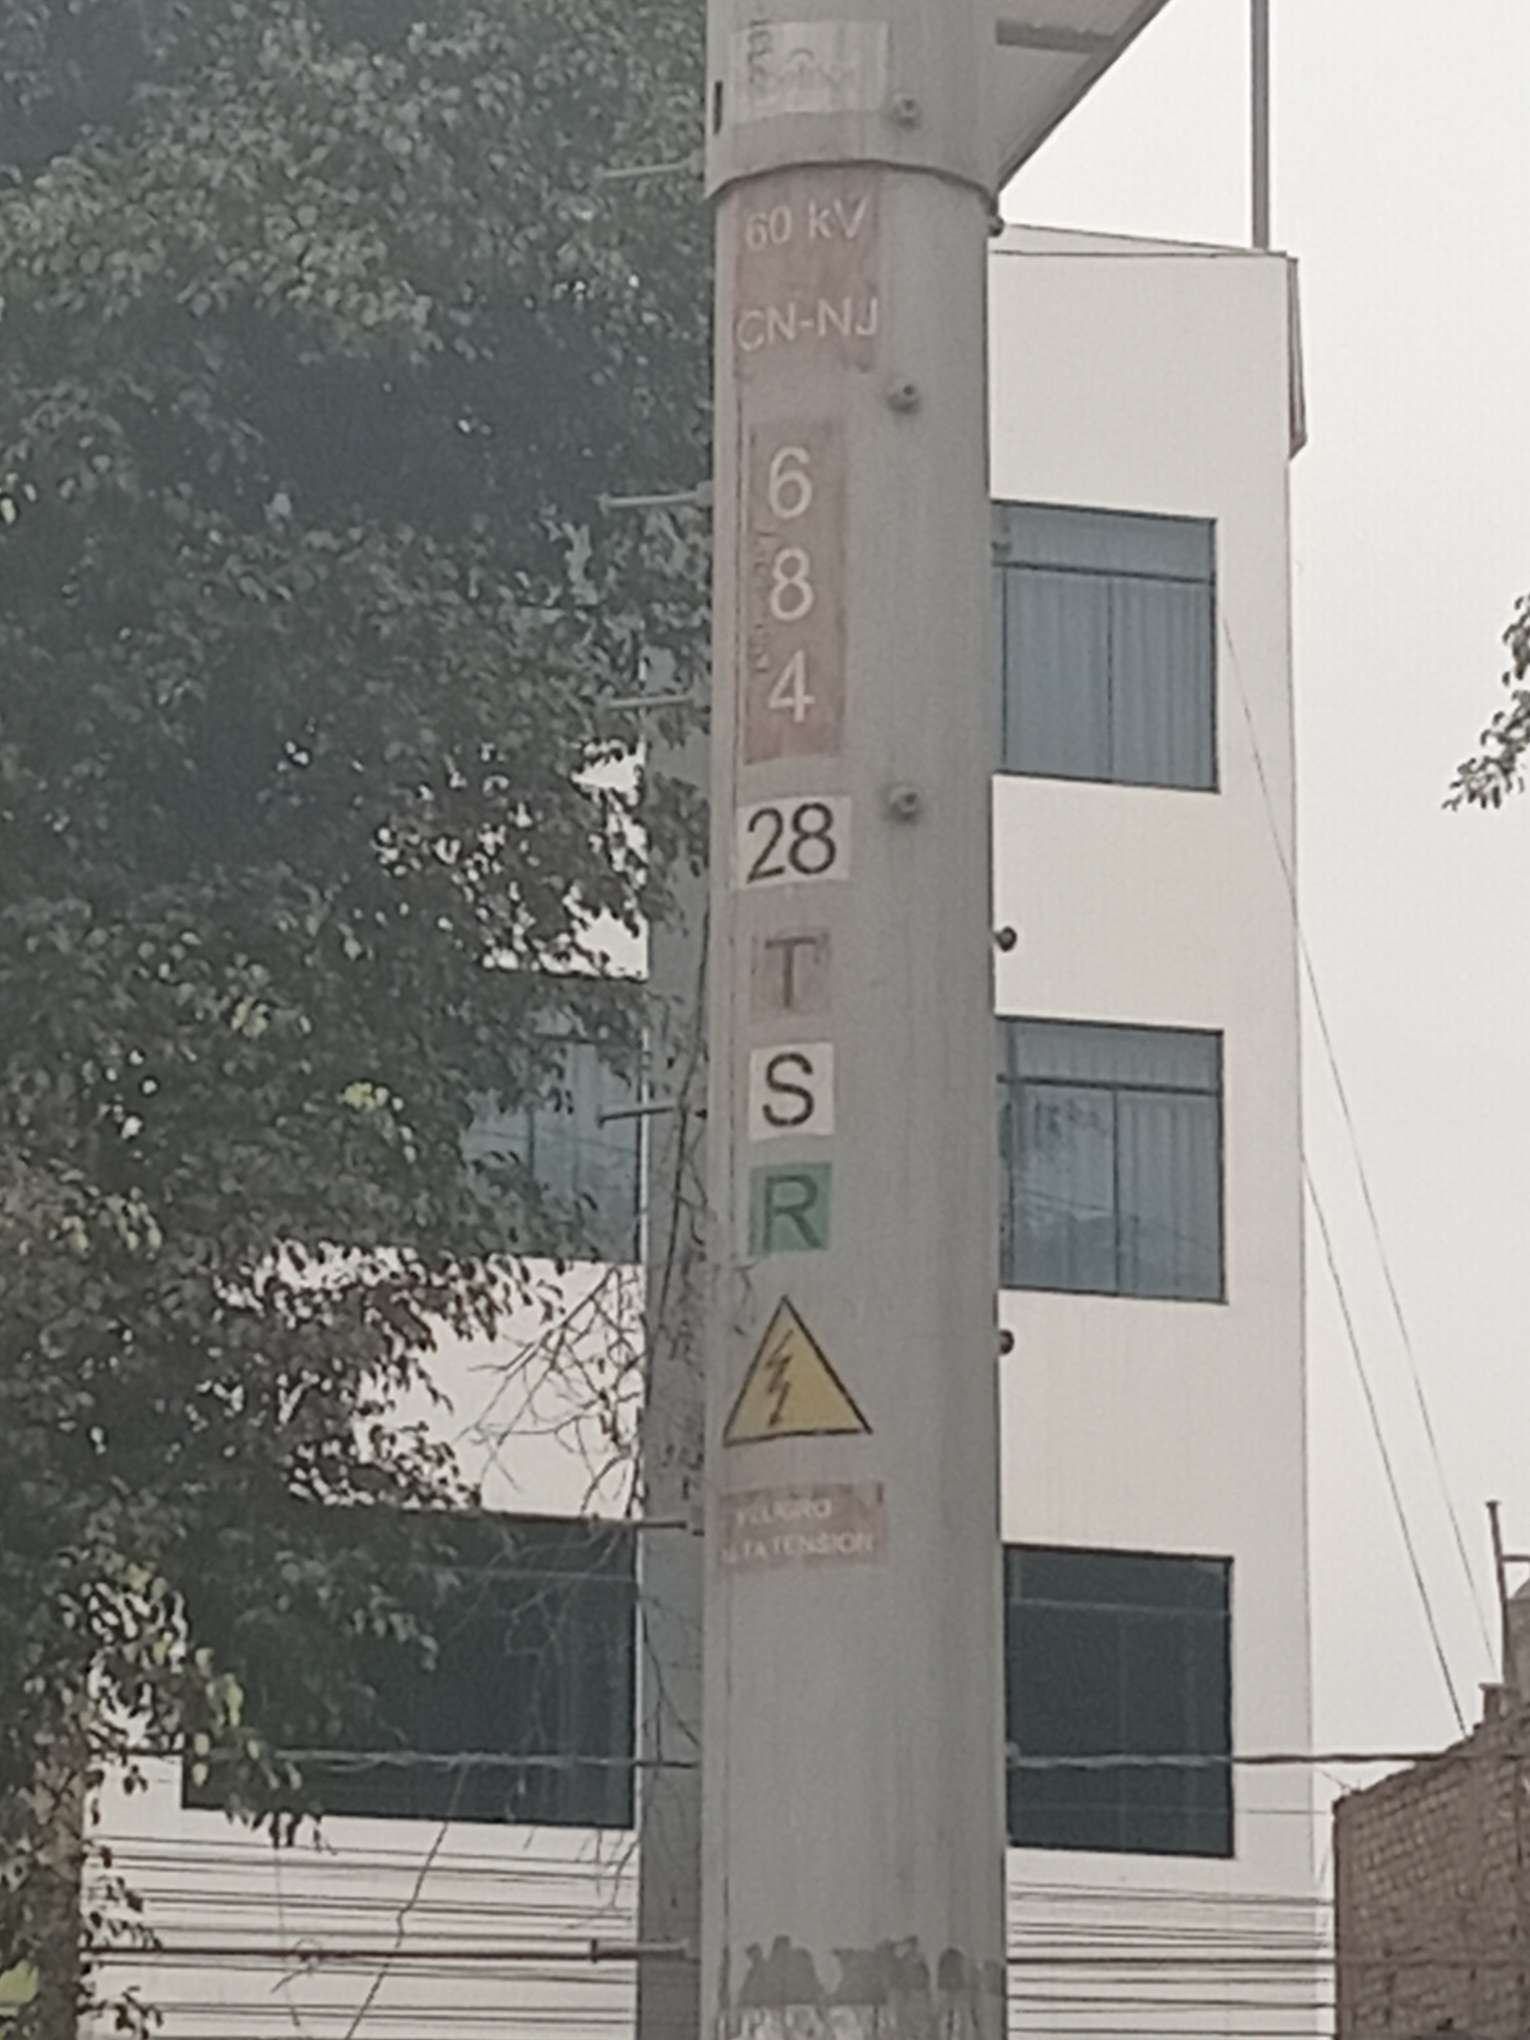 60 kV
CN-NJ
6
8
4
28
T
S
R
PELIGRO
ALTA TENSION